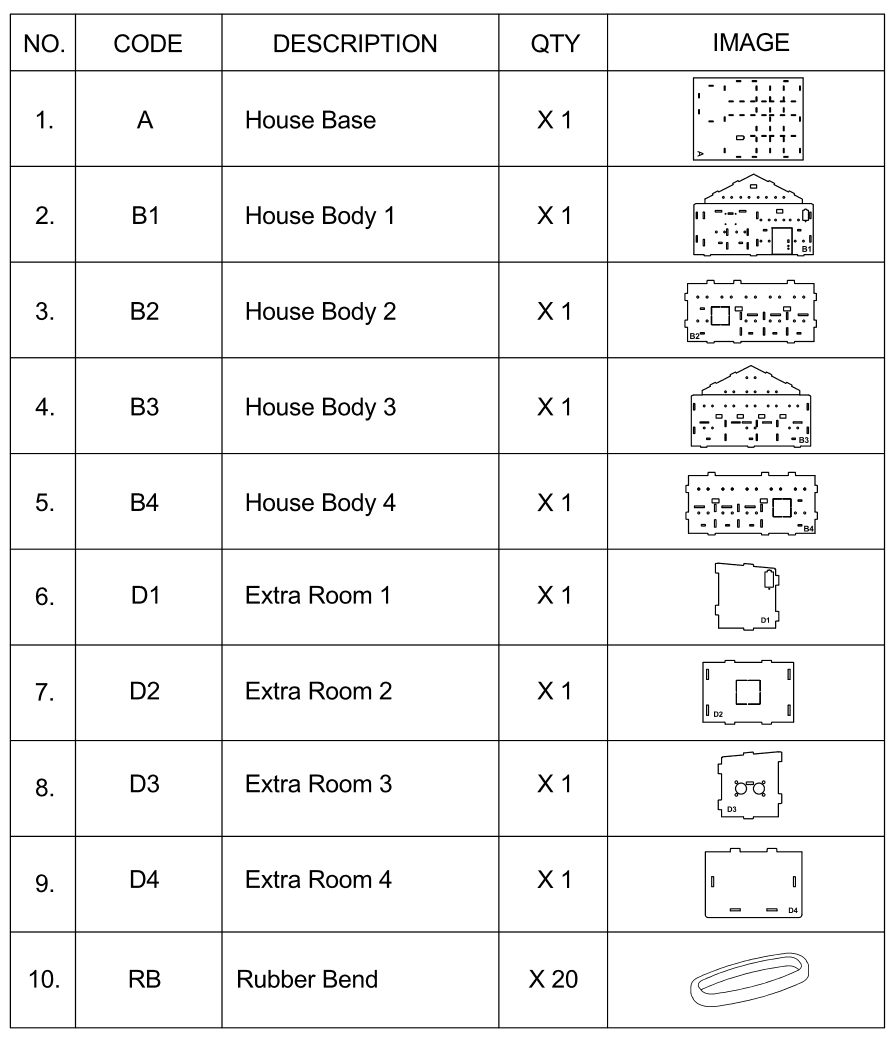 NO. CODE DESCRIPTION QTY IMAGE
1. A House Base X 1 A
2. B1 House Body 1 X 1 B1
3. B2 House Body 2 X 1 B2
4. B3 House Body 3 X 1 B3
5. B4 House Body 4 X 1 B4
6. D1 Extra Room 1 X 1 D1
7. D2 Extra Room 2 X 1 D2
8. D3 Extra Room 3 X 1 D3
9. D4 Extra Room 4 X 1 D4
10. RB Rubber Bend X 20